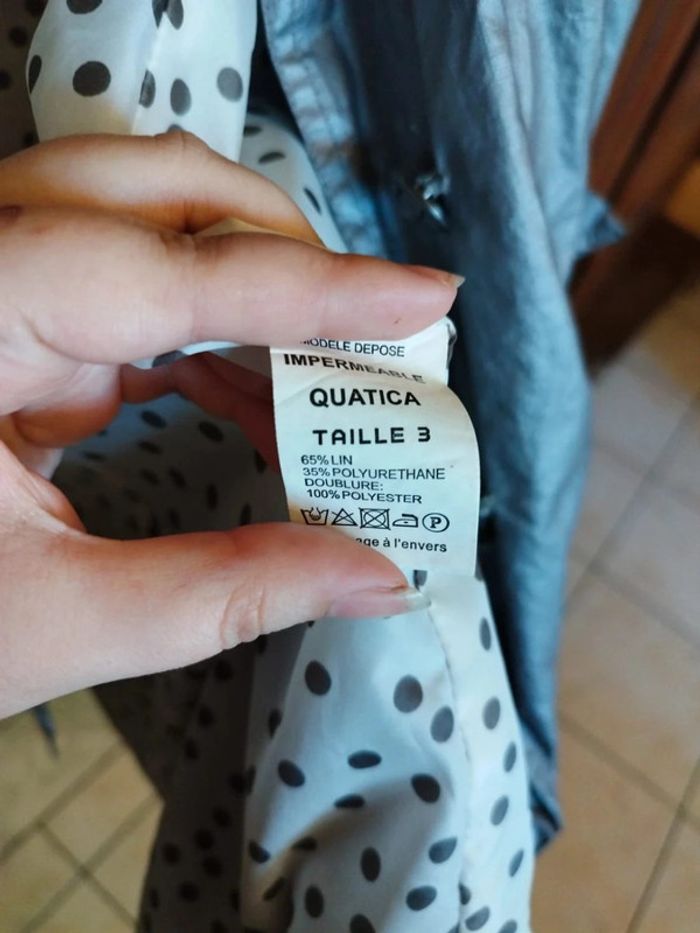 MODELE DEPOSE
IMPERMEABLE
QUATICA
TAILLE 3
65% LIN
35% POLYURETHANE
DOUBLURE:
100% POLYESTER
P
à l'envers